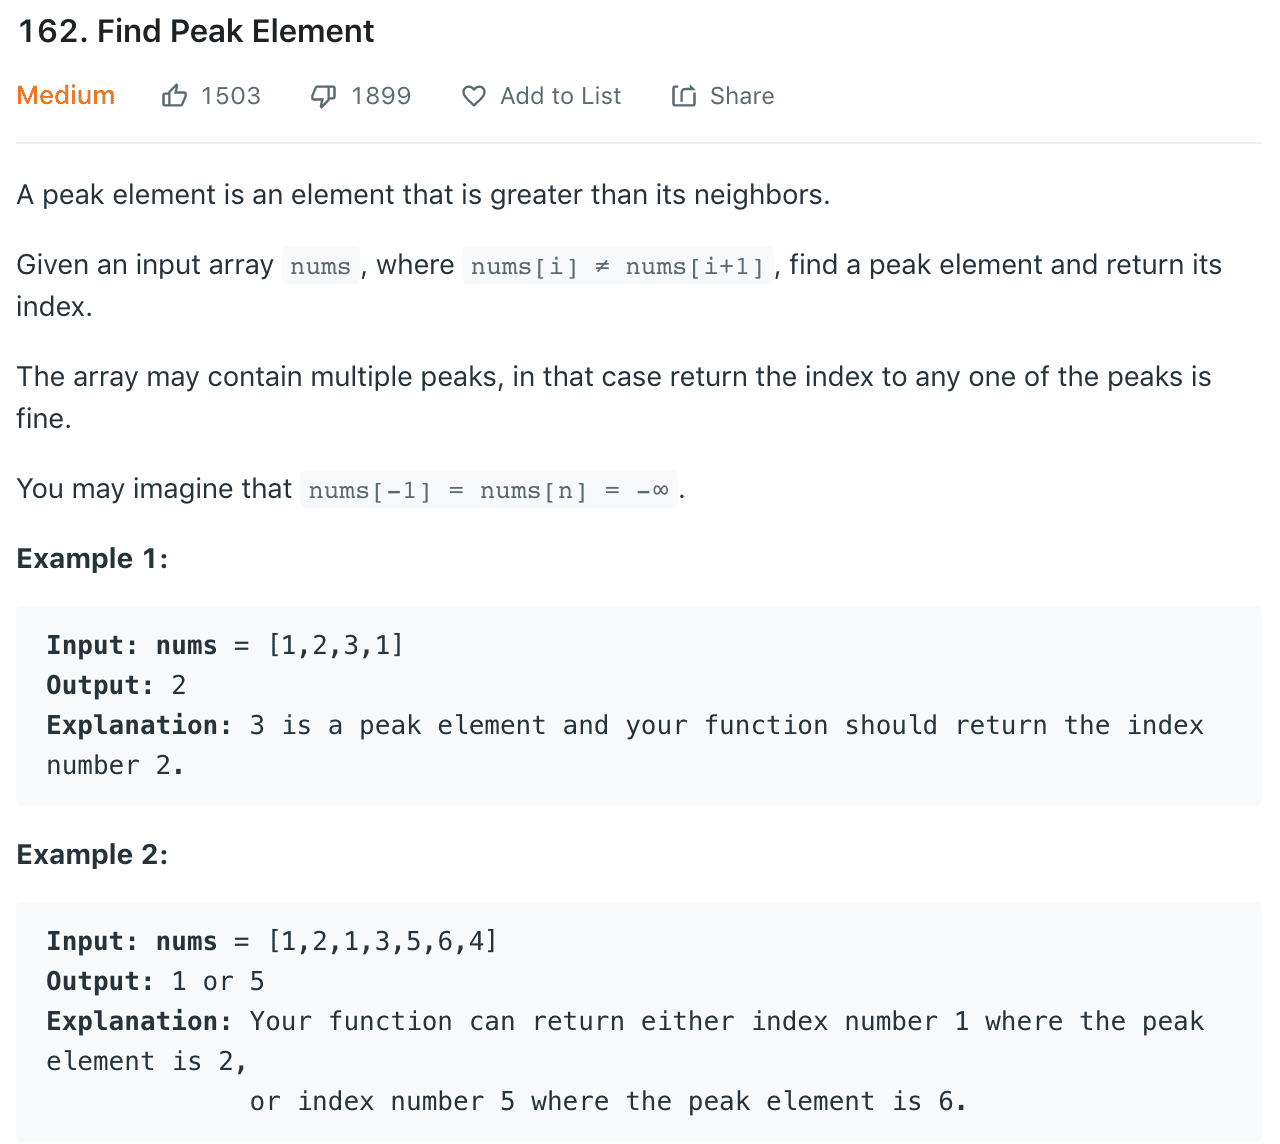 162. Find Peak Element
Medium 1503 1899 Add to List Share
A peak element is an element that is greater than its neighbors.
Given an input array nums , where nums[i] ≠ nums[i+1] , find a peak element and return its
index.
The array may contain multiple peaks, in that case return the index to any one of the peaks is
fine.
You may imagine that nums[-1] = nums[n] = -∞ .
Example 1:
Input: nums = [1,2,3,1]
Output: 2
Explanation: 3 is a peak element and your function should return the index
number 2.
Example 2:
Input: nums = [1,2,1,3,5,6,4]
Output: 1 or 5
Explanation: Your function can return either index number 1 where the peak
element is 2,
or index number 5 where the peak element is 6.